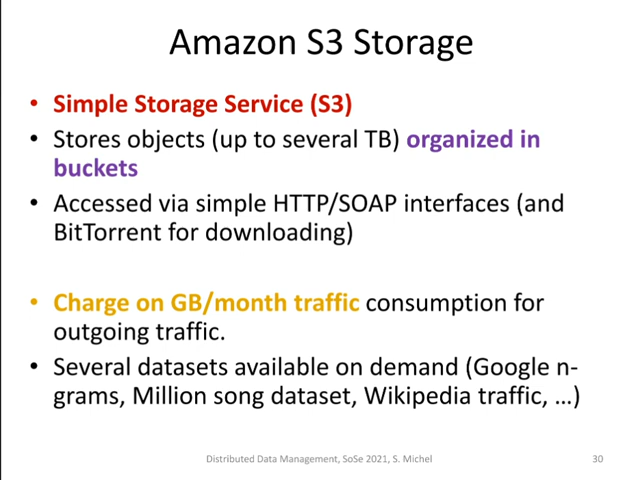 Amazon S3 Storage
• Simple Storage Service (S3)
• Stores objects (up to several TB) organized in
buckets
• Accessed via simple HTTP/SOAP interfaces (and
BitTorrent for downloading)
• Charge on GB/month traffic consumption for
outgoing traffic.
• Several datasets available on demand (Google n-
grams, Million song dataset, Wikipedia traffic, …)
Distributed Data Management, SoSe 2021, S. Michel
30